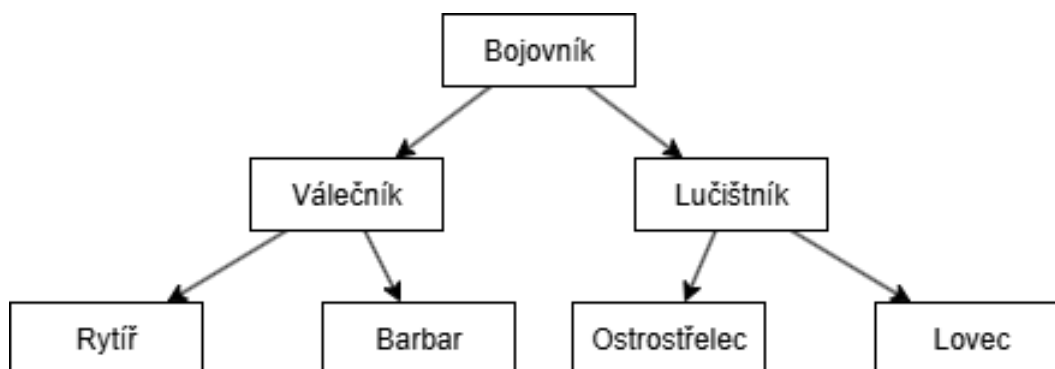 Bojovník
Válečník
Lučištník
Rytíř
Barbar
Ostrostřelec
Lovec